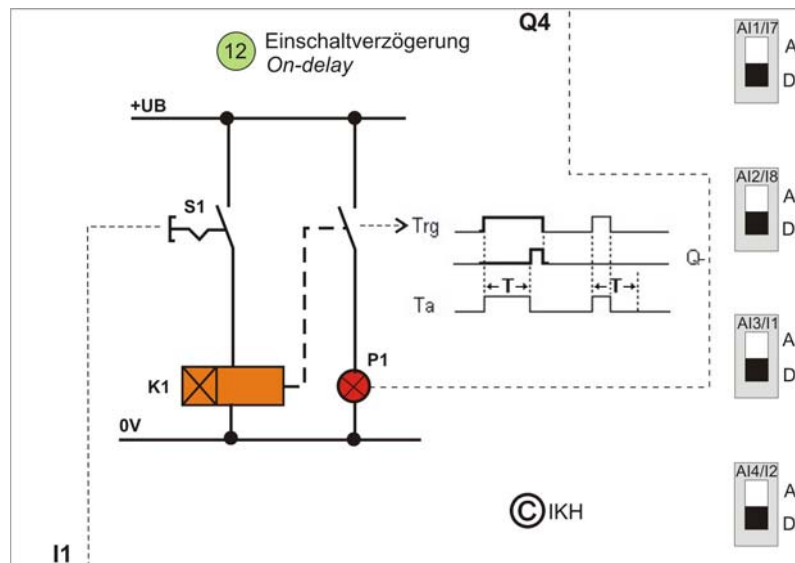 Q4
12 Einschaltverzögerung
On-delay
AI1/I7
A
D
+UB
S1
AI2/I8
A
D
Trg
Q
T
T
Ta
AI3/I1
A
D
K1
P1
0V
AI4/I2
A
D
© IKH
I1